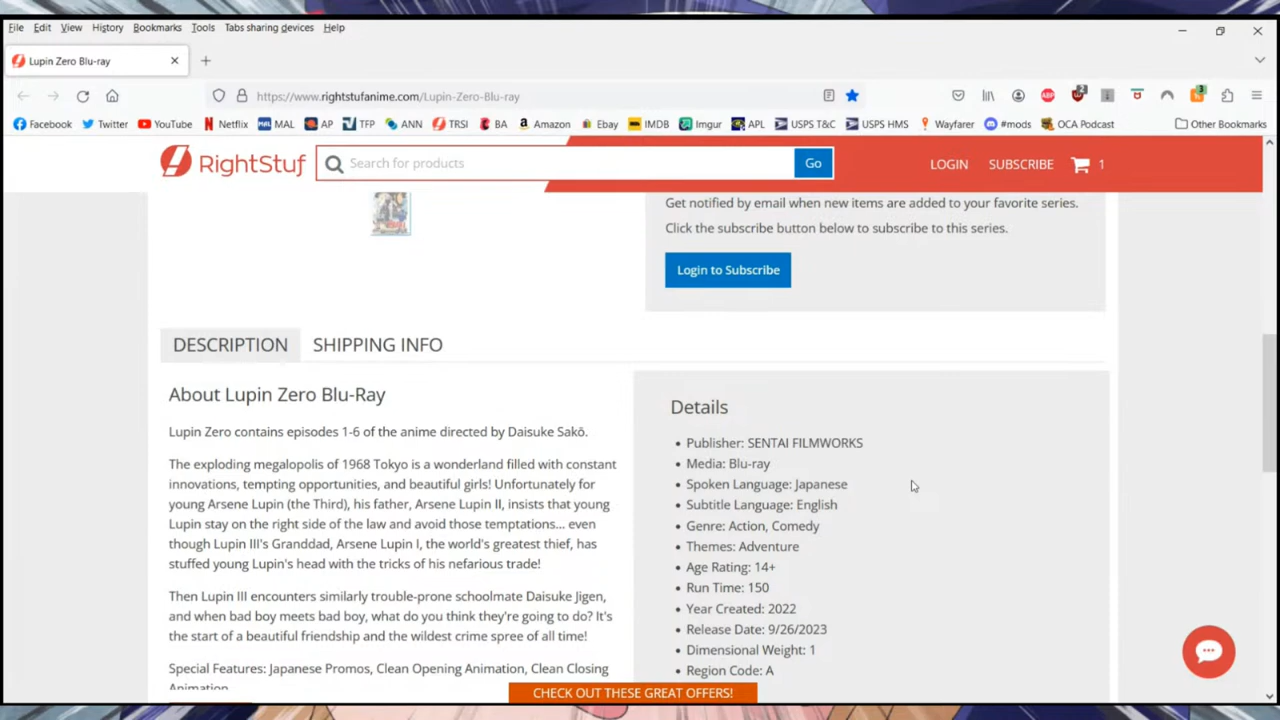 File Edit View History Bookmarks Tools Tabs sharing devices Help
Lupin Zero Blu-ray
https://www.rightstufanime.com/Lupin-Zero-Blu-ray
Facebook Twitter YouTube Netflix MAL AP TFP ANN TRSI BA Amazon Ebay IMDB Imgur APL USPS T&C USPS HMS Wayfarer #mods OCA Podcast Other Bookmarks
RightStuf Search for products Go LOGIN SUBSCRIBE 1
Get notified by email when new items are added to your favorite series.
Click the subscribe button below to subscribe to this series.
Login to Subscribe
DESCRIPTION SHIPPING INFO
About Lupin Zero Blu-Ray
Lupin Zero contains episodes 1-6 of the anime directed by Daisuke Sakō.
The exploding megalopolis of 1968 Tokyo is a wonderland filled with constant
innovations, tempting opportunities, and beautiful girls! Unfortunately for
young Arsene Lupin (the Third), his father, Arsene Lupin II, insists that young
Lupin stay on the right side of the law and avoid those temptations... even
though Lupin III's Granddad, Arsene Lupin I, the world's greatest thief, has
stuffed young Lupin's head with the tricks of his nefarious trade!
Then Lupin III encounters similarly trouble-prone schoolmate Daisuke Jigen,
and when bad boy meets bad boy, what do you think they're going to do? It's
the start of a beautiful friendship and the wildest crime spree of all time!
Special Features: Japanese Promos, Clean Opening Animation, Clean Closing
Animation
Details
• Publisher: SENTAI FILMWORKS
• Media: Blu-ray
• Spoken Language: Japanese
• Subtitle Language: English
• Genre: Action, Comedy
• Themes: Adventure
• Age Rating: 14+
• Run Time: 150
• Year Created: 2022
• Release Date: 9/26/2023
• Dimensional Weight: 1
• Region Code: A
CHECK OUT THESE GREAT OFFERS!